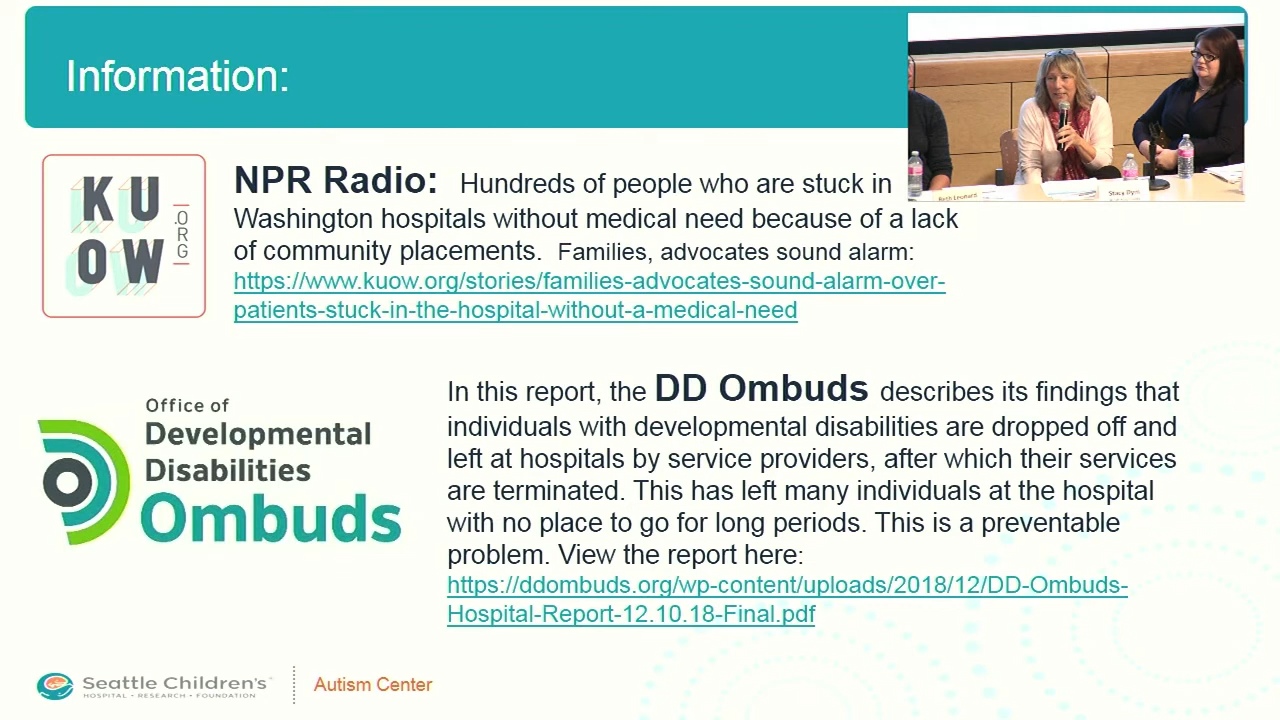 Information:
KU
OW
.ORG
NPR Radio: Hundreds of people who are stuck in
Washington hospitals without medical need because of a lack
of community placements. Families, advocates sound alarm:
https://www.kuow.org/stories/families-advocates-sound-alarm-over-
patients-stuck-in-the-hospital-without-a-medical-need
Office of
Developmental
Disabilities
Ombuds
In this report, the DD Ombuds describes its findings that
individuals with developmental disabilities are dropped off and
left at hospitals by service providers, after which their services
are terminated. This has left many individuals at the hospital
with no place to go for long periods. This is a preventable
problem. View the report here:
https://ddombuds.org/wp-content/uploads/2018/12/DD-Ombuds-
Hospital-Report-12.10.18-Final.pdf
Seattle Children's
HOSPITAL • RESEARCH • FOUNDATION
Autism Center
Beth Leonard
Stacy Dym